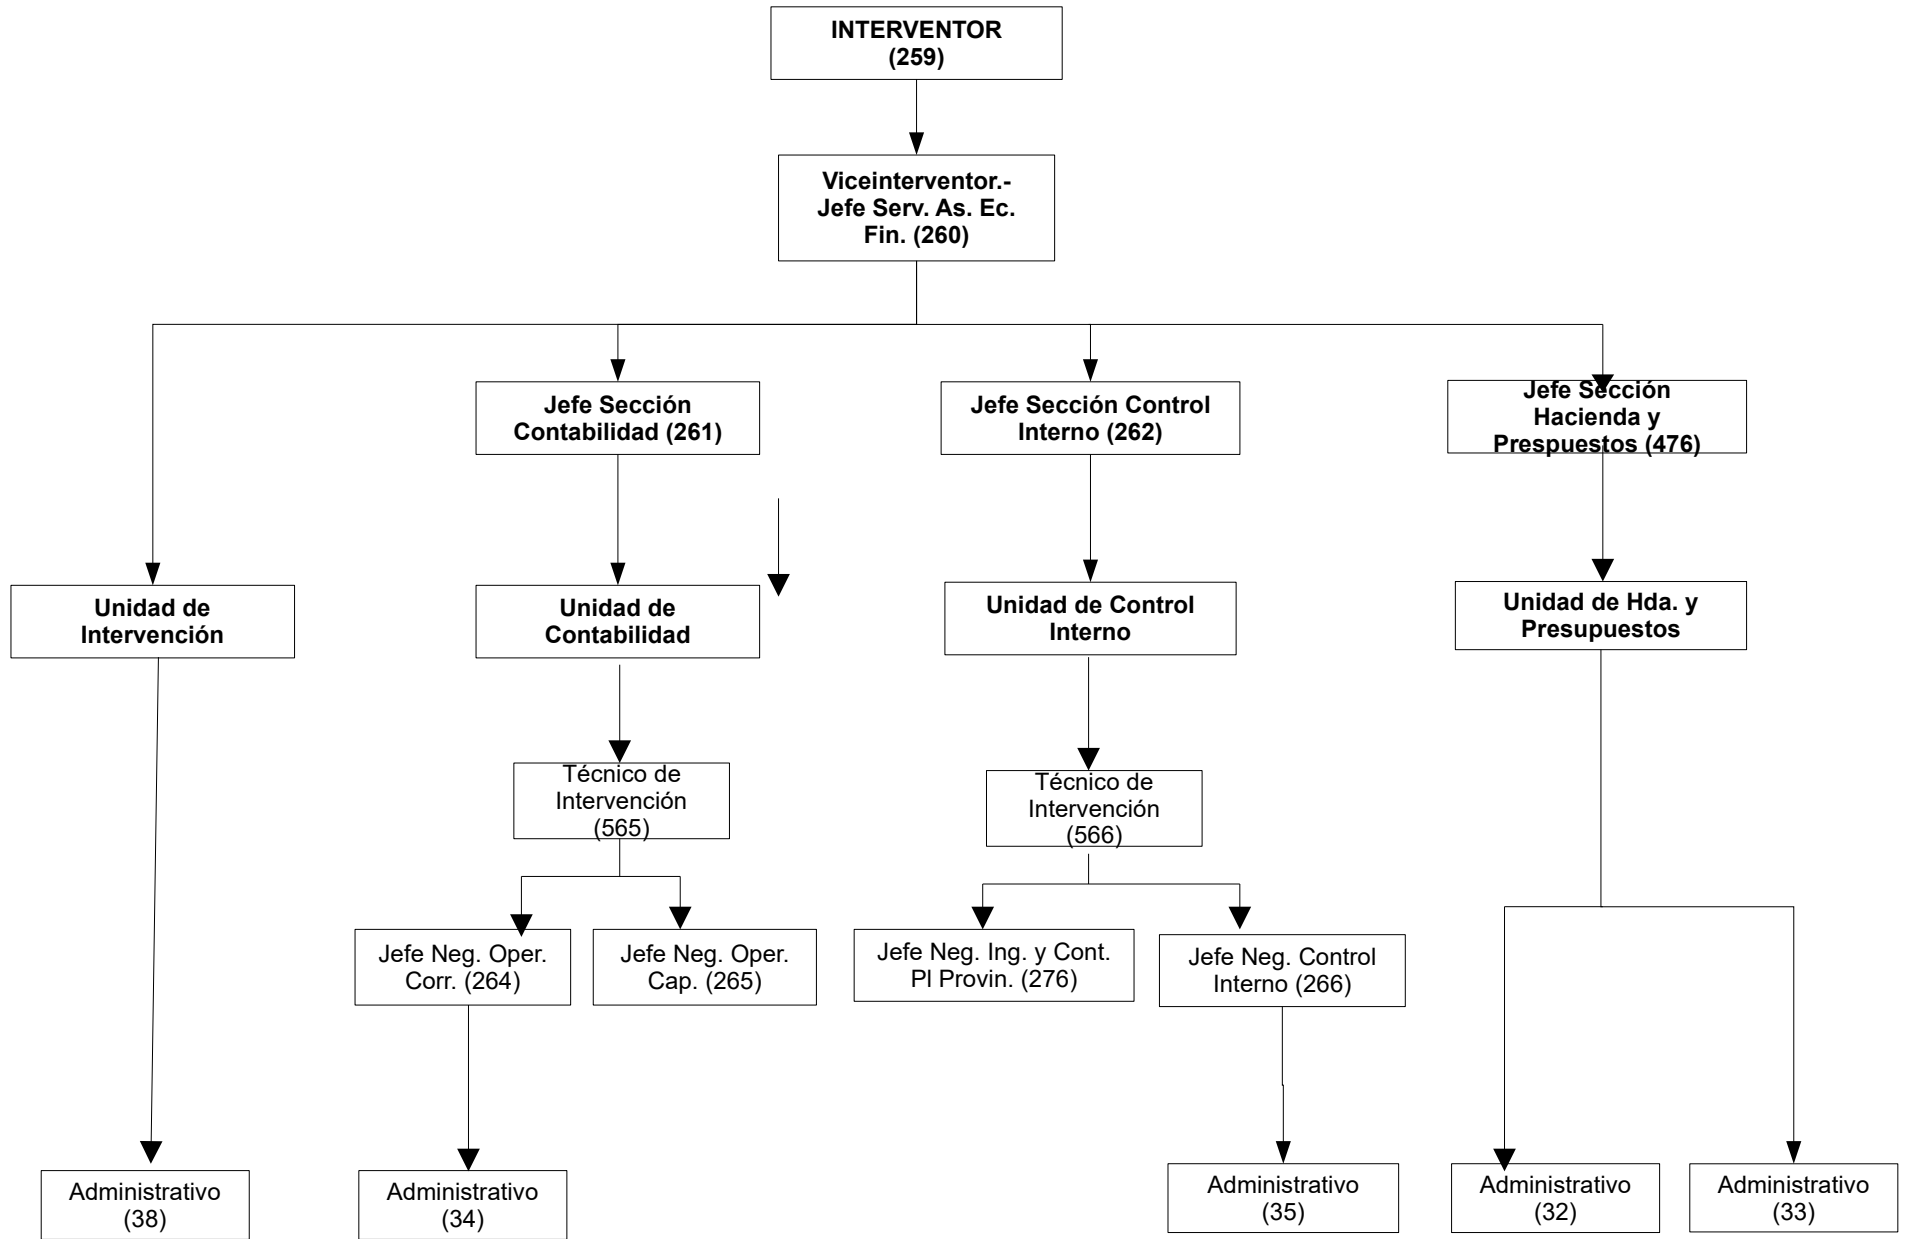 INTERVENTOR
(259)
Viceinterventor.-
Jefe Serv. As. Ec.
Fin. (260)
Jefe Sección
Contabilidad (261)
Jefe Sección Control
Interno (262)
Jefe Sección
Hacienda y
Prespuestos (476)
Unidad de
Intervención
Unidad de
Contabilidad
Unidad de Control
Interno
Unidad de Hda. y
Presupuestos
Técnico de
Intervención
(565)
Técnico de
Intervención
(566)
Jefe Neg. Oper.
Corr. (264)
Jefe Neg. Oper.
Cap. (265)
Jefe Neg. Ing. y Cont.
Pl Provin. (276)
Jefe Neg. Control
Interno (266)
Administrativo
(38)
Administrativo
(34)
Administrativo
(35)
Administrativo
(32)
Administrativo
(33)